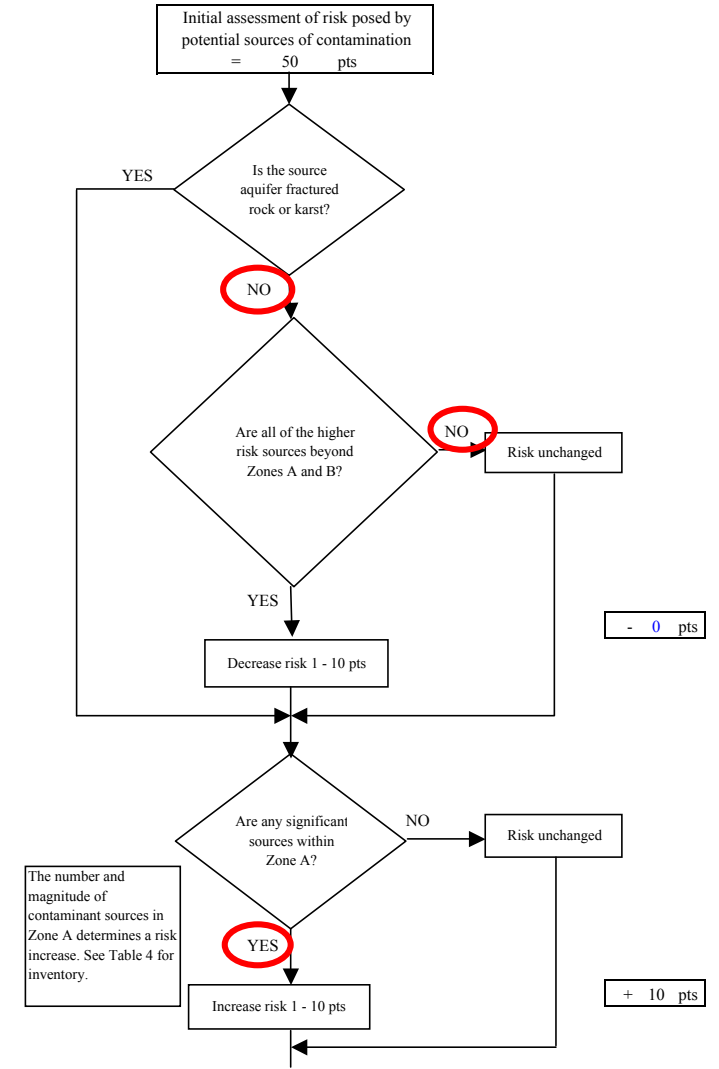 Initial assessment of risk posed by
potential sources of contamination
= 50 pts
YES
Is the source
aquifer fractured
rock or karst?
NO
Are all of the higher
risk sources beyond
Zones A and B?
NO
Risk unchanged
YES
- 0 pts
Decrease risk 1 - 10 pts
Are any significant
sources within
Zone A?
NO
Risk unchanged
The number and
magnitude of
contaminant sources in
Zone A determines a risk
increase. See Table 4 for
inventory.
YES
Increase risk 1 - 10 pts
+ 10 pts